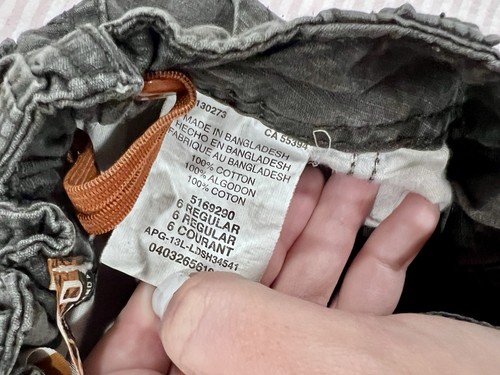 130273
CA 55394
MADE IN BANGLADESH
HECHO EN BANGLADESH
FABRIQUE AU BANGLADESH
100% COTTON
100% ALGODON
100% COTON
5169290
6 REGULAR
6 REGULAR
6 COURANT
APG-13L-LDSH34541